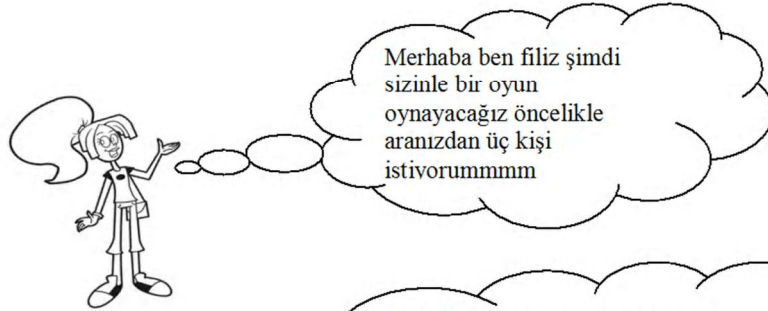 Merhaba ben filiz şimdi
sizinle bir oyun
oynayacağız öncelikle
aranızdan üç kişi
istiyorummmm